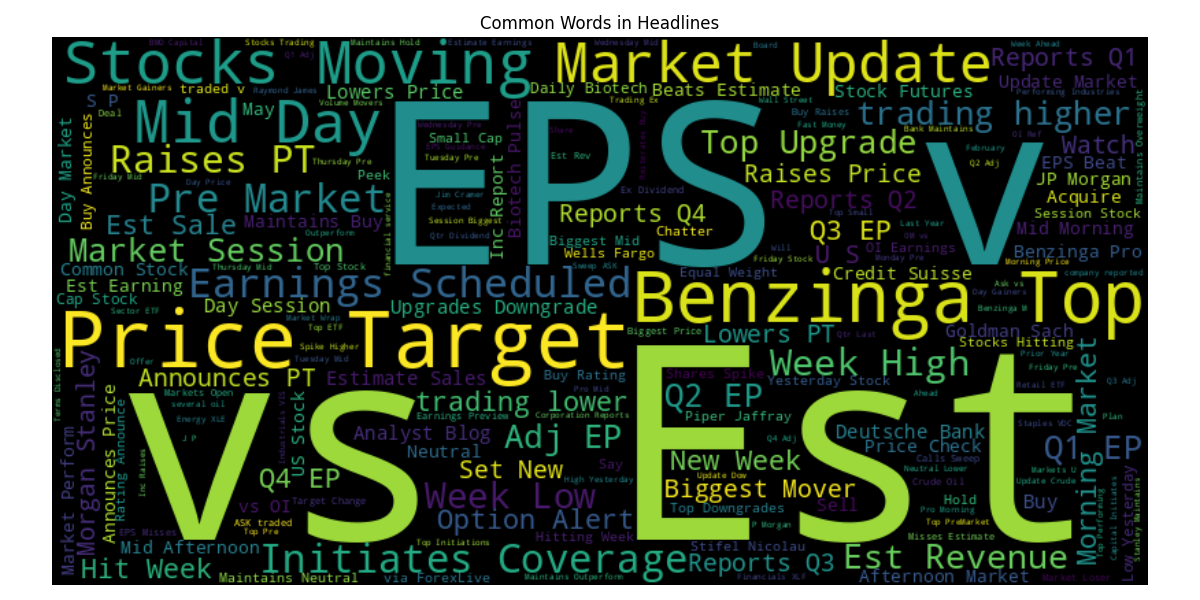 Common Words in Headlines
Stocks Moving
Market Update
Reports Q1
Update Market
BMO Capital
Stocks Trading
Q1 Adj
Maintains Hold
Estimate Earnings
Wednesday Mid
Board
Week Ahead
Performing Industries
Market Gainers
traded v
Raymond James
Lowers Price
Volume Movers
Daily Biotech
Beats Estimate
Trading Ex
Wall Street
Stock Futures
S P
Deal
May
Mid Day
EPS v
Buy Raises
Fast Money
trading higher
Bank Maintains
OI Ref
Maintains Overweight
Day Market
Buy Announces
Raises PT
Thursday Pre
Peek
Friday Mid
Day Price
Small Cap
Wednesday Pre
EPS Guidance
Tuesday Pre
Inc Report
Biotech Pulse
Share
Est Rev
Top Upgrade
Raises Price
February
Q2 Adj
Watch
EPS Beat
JP Morgan
Acquire
Session Stock
Pre Market
Est Sale
Maintains Buy
Outperform
financial service
Jim Cramer
Expected
Session Biggest
Qtr Dividend
Ex Dividend
Reports Q4
Chatter
Biggest Mid
Wells Fargo
Reports Q2
Top Small
Q3 EP
U S
Will
Friday Stock
Last Year
OI Earnings
Monday Pre
Mid Morning
Benzinga Pro
Morning Price
Market Session
Common Stock
Thursday Mid
Top Stock
Est Earning
Cap Stock
Sector ETF
Earnings Scheduled
Sweep ASK
Equal Weight
Credit Suisse
company reported
Ask vs
Day Gainers
Benzinga M
Benzinga Top
Day Session
Upgrades Downgrade
Market Wrap
Top ETF
Price Target
Biggest Price
Lowers PT
Qtr Last
Goldman Sach
Stocks Hitting
Spike Higher
Tuesday Mid
Offer
Prior Year
Friday Pre
Terms Disclosed
Morgan Stanley
Announces PT
Estimate Sales
Buy Rating
Pro Mid
Shares Spike
Yesterday Stock
Week High
Retail ETF
Q3 Adj
Morning Market
Market Perform
Announces Price
Rating Announce
Markets Open
several oil
Energy XLE
J P
Inc Raises
vs Est
Industrials
US Stock
trading lower
Earnings Preview
Corporation Reports
Q2 EP
Ahead
Piper Jaffray
Staples VDC
Plan
Analyst Blog
Neutral
Adj EP
Q4 Adj
Deutsche Bank
Price Check
Calls Sweep
Neutral Lower
Q1 EP
Markets U
Q4 EP
Set New
Say
High Yesterday
New Week
Update Dow
Biggest Mover
Crude Oil
Pro Morning
Update Crude
vs OI
Target Change
Week Low
Top Downgrades
Sell
Hold
Buy
Top PreMarket
ASK traded
Top Pre
EPS Misses
Option Alert
Hitting Week
P Morgan
Misses Estimate
Top Performing
Capital Initiates
Low Yesterday
Stanley Maintains
Mid Afternoon
Top Initiations
Stifel Nicolau
Hit Week
Initiates Coverage
Reports Q3
Est Revenue
Maintains Neutral
via ForexLive
Maintains Outperform
Financials XLF
Afternoon Market
Market Loser